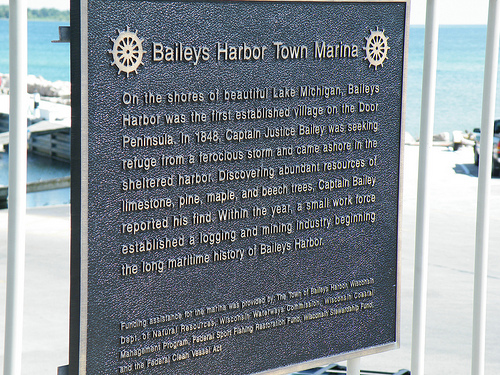 Baileys Harbor Town Marina
On the shores of beautiful Lake Michigan, Baileys
Harbor was the first established village on the Door
Peninsula. In 1848, Captain Justice Bailey was seeking
refuge from a ferocious storm and came ashore in the
sheltered harbor. Discovering abundant resources of
limestone, pine, maple, and beech trees, Captain Bailey
reported his find. Within the year, a small work force
established a logging and mining industry beginning
the long maritime history of Baileys Harbor.
Funding assistance for the marina was provided by: The Town of Baileys Harbor, Wisconsin
Dept. of Natural Resources, Wisconsin Waterways Commission, Wisconsin Coastal
Management Program, Federal Sport Fishing Restoration Fund, Wisconsin Stewardship Fund,
and the Federal Clean Vessel Act